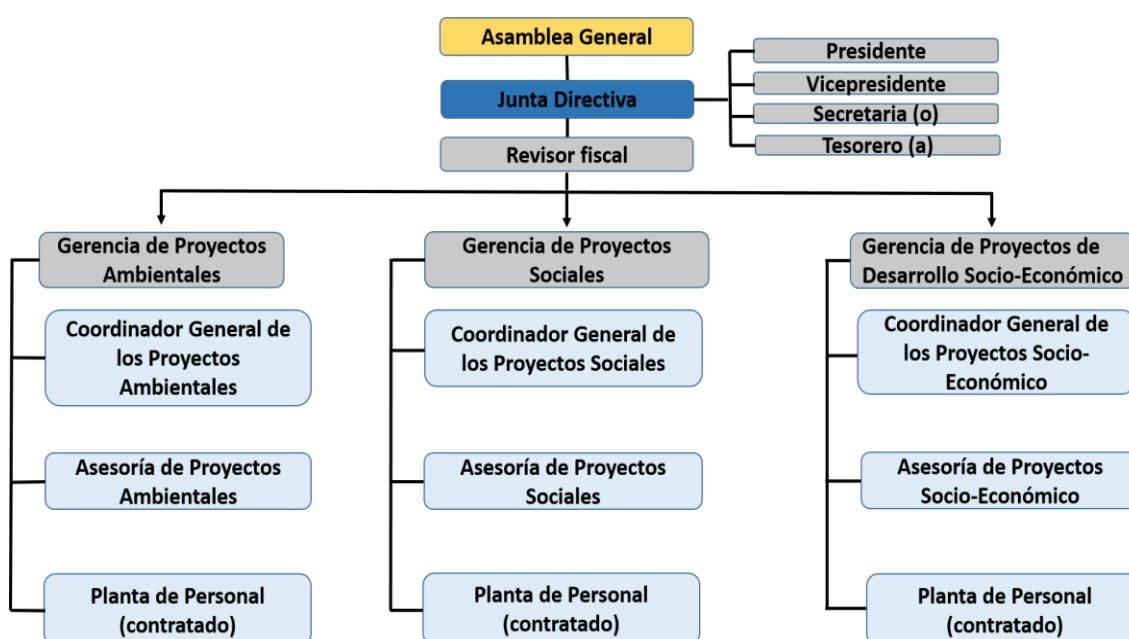 Asamblea General
Junta Directiva
Presidente
Vicepresidente
Secretaria (o)
Tesorero (a)
Revisor fiscal
Gerencia de Proyectos
Ambientales
Coordinador General de
los Proyectos
Ambientales
Asesoría de Proyectos
Ambientales
Planta de Personal
(contratado)
Gerencia de Proyectos
Sociales
Coordinador General de
los Proyectos Sociales
Asesoría de Proyectos
Sociales
Planta de Personal
(contratado)
Gerencia de Proyectos de
Desarrollo Socio-Económico
Coordinador General de
los Proyectos Socio-
Económico
Asesoría de Proyectos
Socio-Económico
Planta de Personal
(contratado)